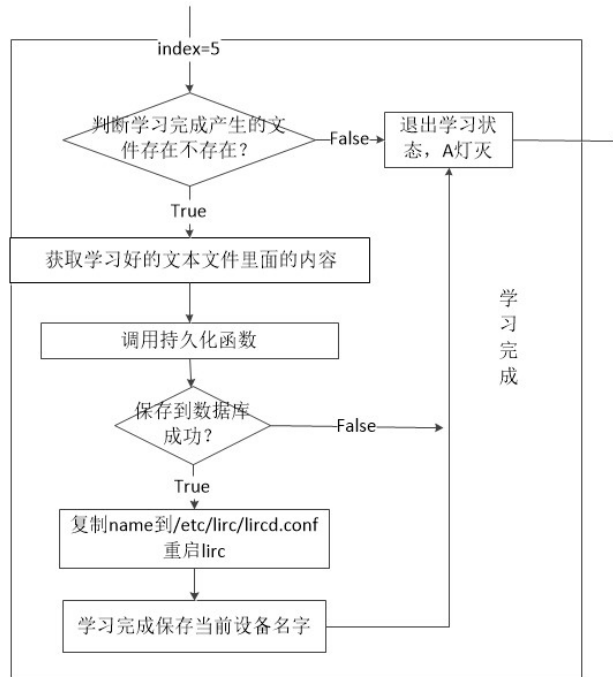 index=5
判断学习完成产生的文
件存在不存在？
False
退出学习状
态，A灯灭
True
获取学习好的文本文件里面的内容
学
习
完
成
调用持久化函数
保存到数据库
成功？
False
True
复制name到/etc/lirc/lircd.conf
重启lirc
学习完成保存当前设备名字